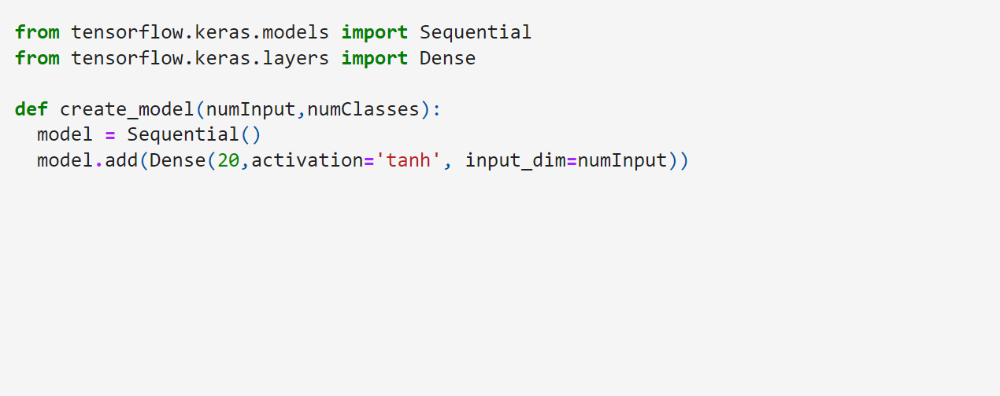 from tensorflow.keras.models import Sequential
from tensorflow.keras.layers import Dense
def create_model(numInput,numClasses):
  model = Sequential()
  model.add(Dense(20,activation='tanh', input_dim=numInput))